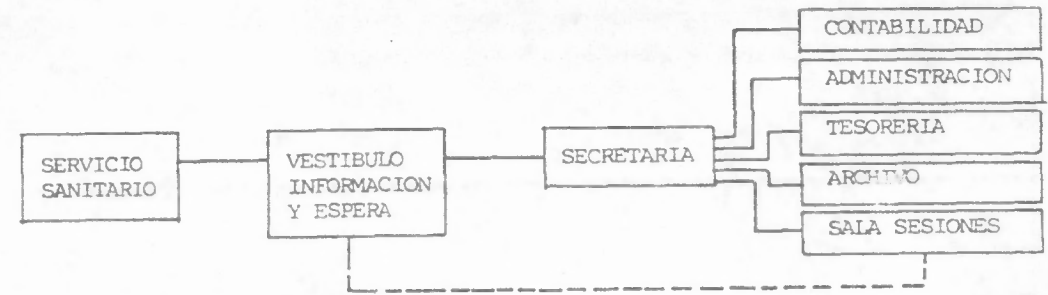 SERVICIO
SANITARIO
VESTIBULO
INFORMACION
Y ESPERA
SECRETARIA
CONTABILIDAD
ADMINISTRACION
TESORERIA
ARCHIVO
SALA SESIONES